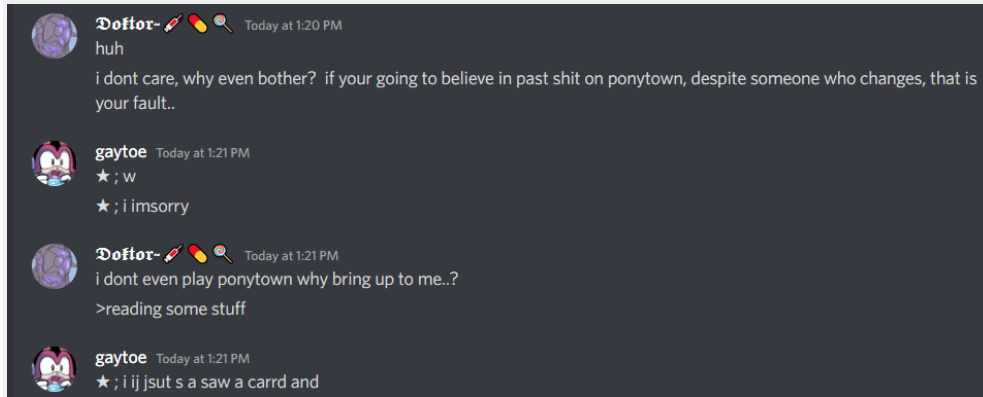 𝕯𝖔𝖐𝖙𝖔𝖗-💉💊🍭 Today at 1:20 PM
huh
i dont care, why even bother?  if your going to believe in past shit on ponytown, despite someone who changes, that is
your fault..
gaytoe Today at 1:21 PM
★ ; w
★ ; i imsorry
𝕯𝖔𝖐𝖙𝖔𝖗-💉💊🍭 Today at 1:21 PM
i dont even play ponytown why bring up to me..?
>reading some stuff
gaytoe Today at 1:21 PM
★ ; i ij jsut s a saw a carrd and